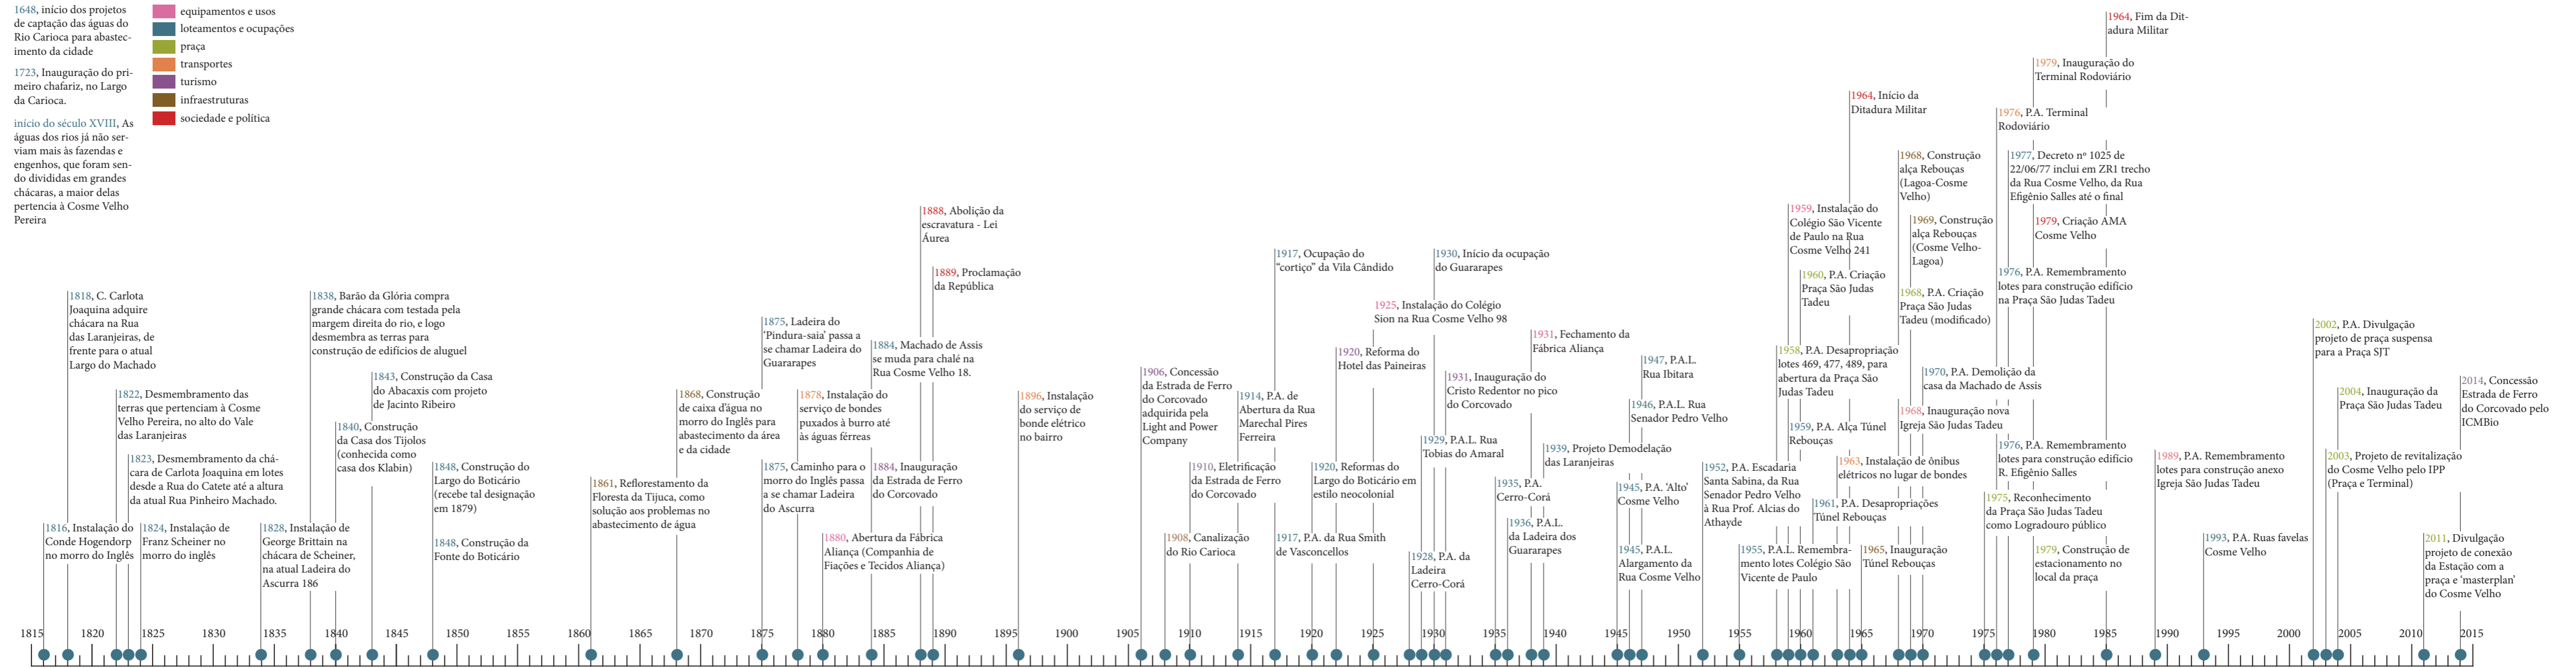 1648, início dos projetos
de captação das águas do
Rio Carioca para abastec-
imento da cidade
1723, Inauguração do pri-
meiro chafariz, no Largo
da Carioca.
início do século XVIII, As
águas dos rios já não ser-
viam mais às fazendas e
engenhos, que foram sen-
do divididas em grandes
chácaras, a maior delas
pertencia à Cosme Velho
Pereira
equipamentos e usos
loteamentos e ocupações
praça
transportes
turismo
infraestruturas
sociedade e política
1816, Instalação do
Conde Hogendorp
no morro do Inglês
1818, C. Carlota
Joaquina adquire
chácara na Rua
das Laranjeiras, de
frente para o atual
Largo do Machado
1822, Desmembramento das
terras que pertenciam à Cosme
Velho Pereira, no alto do Vale
das Laranjeiras
1823, Desmembramento da chá-
cara de Carlota Joaquina em lotes
desde a Rua do Catete até a altura
da atual Rua Pinheiro Machado.
1824, Instalação de
Franz Scheiner no
morro do inglês
1828, Instalação de
George Brittain na
chácara de Scheiner,
na atual Ladeira do
Ascurra 186
1838, Barão da Glória compra
grande chácara com testada pela
margem direita do rio, e logo
desmembra as terras para
construção de edifícios de aluguel
1843, Construção da Casa
do Abacaxis com projeto
de Jacinto Ribeiro
1840, Construção
da Casa dos Tijolos
(conhecida como
casa dos Klabin)
1848, Construção do
Largo do Boticário
(recebe tal designação
em 1879)
1848, Construção da
Fonte do Boticário
1861, Reflorestamento da
Floresta da Tijuca, como
solução aos problemas no
abastecimento de água
1868, Construção
de caixa d'água no
morro do Inglês para
abastecimento da área
e da cidade
1875, Ladeira do
'Pindura-saia' passa a
se chamar Ladeira do
Guararapes
1875, Caminho para o
morro do Inglês passa
a se chamar Ladeira
do Ascurra
1878, Instalação do
serviço de bondes
puxados à burro até
às águas férreas
1880, Abertura da Fábrica
Aliança (Companhia de
Fiações e Tecidos Aliança)
1884, Machado de Assis
se muda para chalé na
Rua Cosme Velho 18.
1884, Inauguração
da Estrada de Ferro
do Corcovado
1888, Abolição da
escravatura - Lei
Áurea
1889, Proclamação
da República
1896, Instalação
do serviço de
bonde elétrico
no bairro
1906, Concessão
da Estrada de Ferro
do Corcovado
adquirida pela
Light and Power
Company
1908, Canalização
do Rio Carioca
1910, Eletrificação
da Estrada de Ferro
do Corcovado
1914, P.A. de
Abertura da Rua
Marechal Pires
Ferreira
1917, Ocupação do
"cortiço" da Vila Cândido
1917, P.A. da Rua Smith
de Vasconcellos
1920, Reformas do
Largo do Boticário em
estilo neocolonial
1920, Reforma do
Hotel das Paineiras
1925, Instalação do Colégio
Sion na Rua Cosme Velho 98
1928, P.A. da
Ladeira
Cerro-Corá
1929, P.A.L. Rua
Tobias do Amaral
1930, Início da ocupação
do Guararapes
1931, Inauguração do
Cristo Redentor no pico
do Corcovado
1931, Fechamento da
Fábrica Aliança
1935, P.A.
Cerro-Corá
1936, P.A.L.
da Ladeira dos
Guararapes
1939, Projeto Demodelação
das Laranjeiras
1945, P.A. 'Alto'
Cosme Velho
1945, P.A.L.
Alargamento da
Rua Cosme Velho
1946, P.A.L. Rua
Senador Pedro Velho
1947, P.A.L.
Rua Ibitara
1952, P.A. Escadaria
Santa Sabina, da Rua
Senador Pedro Velho
à Rua Prof. Alcias do
Athayde
1955, P.A.L. Remembra-
mento lotes Colégio São
Vicente de Paulo
1958, P.A. Desapropriação
lotes 469, 477, 489, para
abertura da Praça São
Judas Tadeu
1959, Instalação do
Colégio São Vicente
de Paulo na Rua
Cosme Velho 241
1959, P.A. Alça Túnel
Rebouças
1960, P.A. Criação
Praça São Judas
Tadeu
1961, P.A. Desapropriações
Túnel Rebouças
1963, Instalação de ônibus
elétricos no lugar de bondes
1964, Início da
Ditadura Militar
1965, Inauguração
Túnel Rebouças
1968, Construção
alça Rebouças
(Lagoa-Cosme
Velho)
1969, Construção
alça Rebouças
(Cosme Velho-
Lagoa)
1968, P.A. Criação
Praça São Judas
Tadeu (modificado)
1970, P.A. Demolição da
casa da Machado de Assis
1968, Inauguração nova
Igreja São Judas Tadeu
1975, Reconhecimento
da Praça São Judas Tadeu
como Logradouro público
1976, P.A. Terminal
Rodoviário
1977, Decreto nº 1025 de
22/06/77 inclui em ZR1 trecho
da Rua Cosme Velho, da Rua
Efigênio Salles até o final
1976, P.A. Remembramento
lotes para construção edifício
na Praça São Judas Tadeu
1976, P.A. Remembramento
lotes para construção edifício
R. Efigênio Salles
1979, Inauguração do
Terminal Rodoviário
1979, Criação AMA
Cosme Velho
1979, Construção de
estacionamento no
local da praça
1964, Fim da Dit-
adura Militar
1989, P.A. Remembramento
lotes para construção anexo
Igreja São Judas Tadeu
1993, P.A. Ruas favelas
Cosme Velho
2002, P.A. Divulgação
projeto de praça suspensa
para a Praça SJT
2003, Projeto de revitalização
do Cosme Velho pelo IPP
(Praça e Terminal)
2004, Inauguração da
Praça São Judas Tadeu
2011, Divulgação
projeto de conexão
da Estação com a
praça e 'masterplan'
do Cosme Velho
2014, Concessão
Estrada de Ferro
do Corcovado pelo
ICMBio
1815 1820 1825 1830 1835 1840 1845 1850 1855 1860 1865 1870 1875 1880 1885 1890 1895 1900 1905 1910 1915 1920 1925 1930 1935 1940 1945 1950 1955 1960 1965 1970 1975 1980 1985 1990 1995 2000 2005 2010 2015